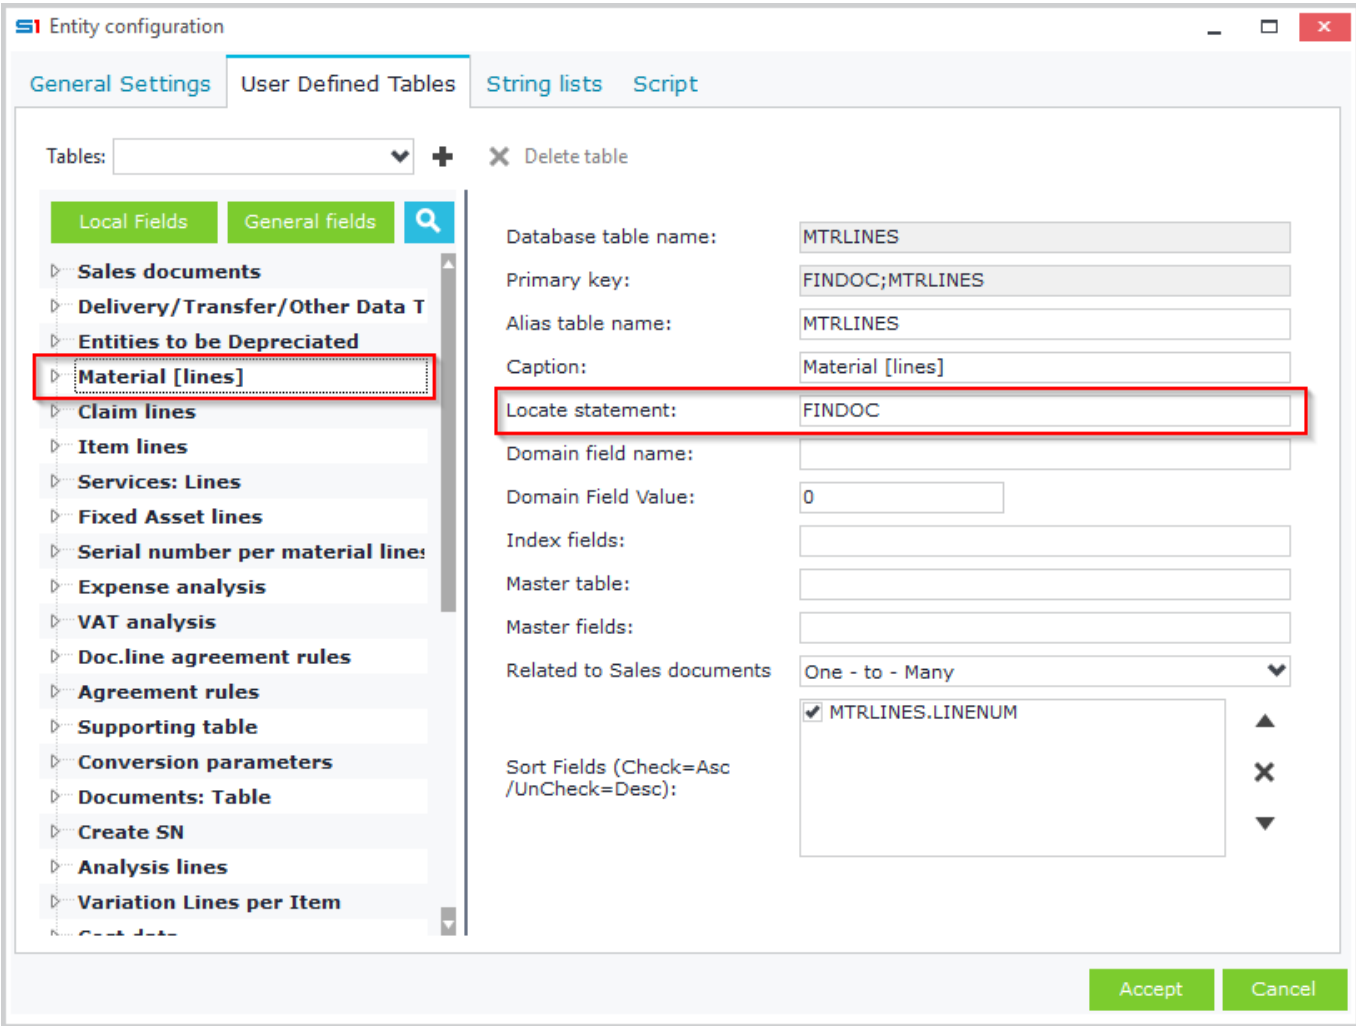 S1 Entity configuration
General Settings User Defined Tables String lists Script
Tables: Delete table
Local Fields General fields
Sales documents
Delivery/Transfer/Other Data T
Entities to be Depreciated
Material [lines]
Claim lines
Item lines
Services: Lines
Fixed Asset lines
Serial number per material lines
Expense analysis
VAT analysis
Doc.line agreement rules
Agreement rules
Supporting table
Conversion parameters
Documents: Table
Create SN
Analysis lines
Variation Lines per Item
Database table name: MTRLINES
Primary key: FINDOC;MTRLINES
Alias table name: MTRLINES
Caption: Material [lines]
Locate statement: FINDOC
Domain field name:
Domain Field Value: 0
Index fields:
Master table:
Master fields:
Related to Sales documents One - to - Many
MTRLINES.LINENUM
Sort Fields (Check=Asc
/UnCheck=Desc):
Accept Cancel